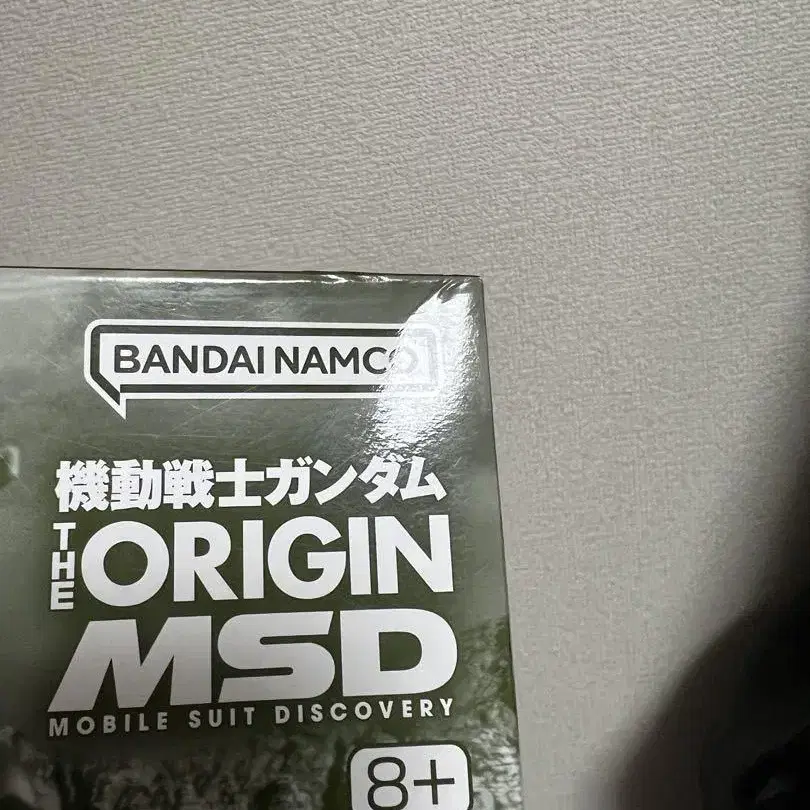 BANDAI NAMCO
機動戦士ガンダム
THE ORIGIN
MSD
MOBILE SUIT DISCOVERY
8+